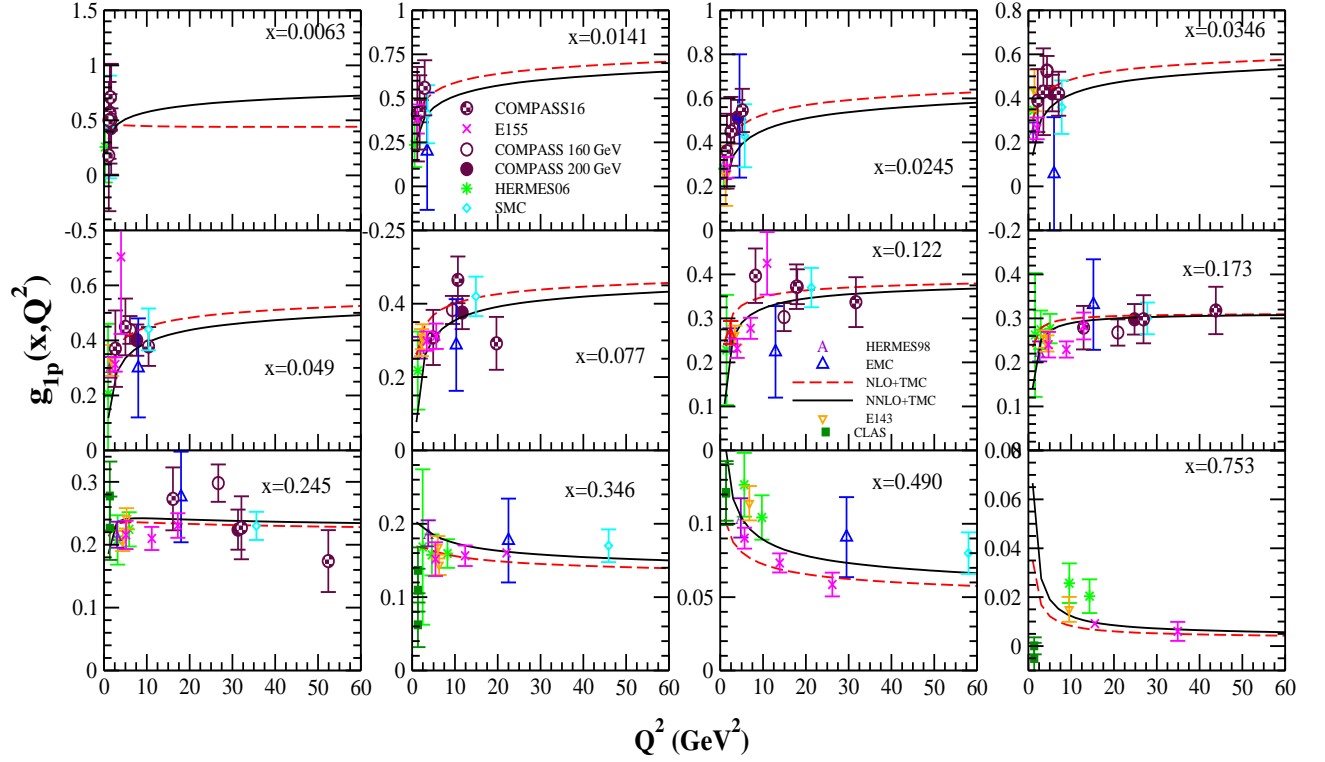 1.5
1
0.5
0
-0.5
x=0.0063
1
0.75
0.5
0.25
0
-0.25
x=0.0141
COMPASS16
E155
COMPASS 160 GeV
COMPASS 200 GeV
HERMES06
SMC
1
0.8
0.6
0.4
0.2
0
x=0.0245
0.8
0.6
0.4
0.2
0
-0.2
x=0.0346
g1p(x,Q2)
0.6
0.4
0.2
0
x=0.049
0.4
0.2
0
x=0.077
0.4
0.3
0.2
0.1
0
x=0.122
HERMES98
A
EMC
NLO+TMC
NNLO+TMC
E143
CLAS
0.4
0.3
0.2
0.1
x=0.173
0.3
0.2
0.1
0
x=0.245
0.2
0.1
0
x=0.346
0.1
0.05
0
x=0.490
0.08
0.06
0.04
0.02
0
x=0.753
0 10 20 30 40 50 60
0 10 20 30 40 50 60
0 10 20 30 40 50 60
0 10 20 30 40 50 60
Q2 (GeV2)